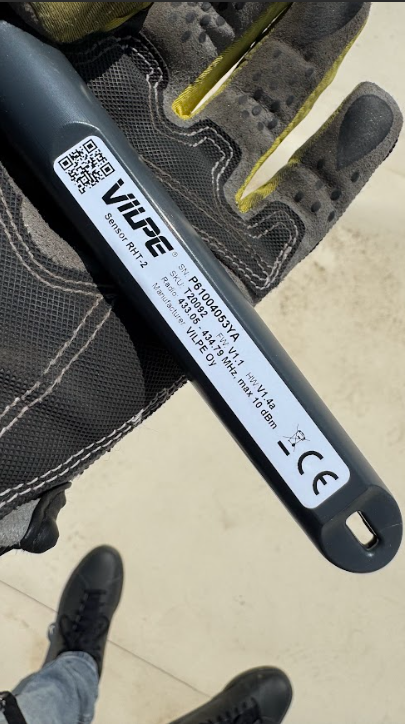 VILPE®
Sensor RHT-2
SN: P61004053YA
SKU: T20092 FW: V1.1 HW: V1.4a
Radio: 433.05 - 434.79 MHz, max 10 dBm
Manufacturer: VILPE Oy
CE